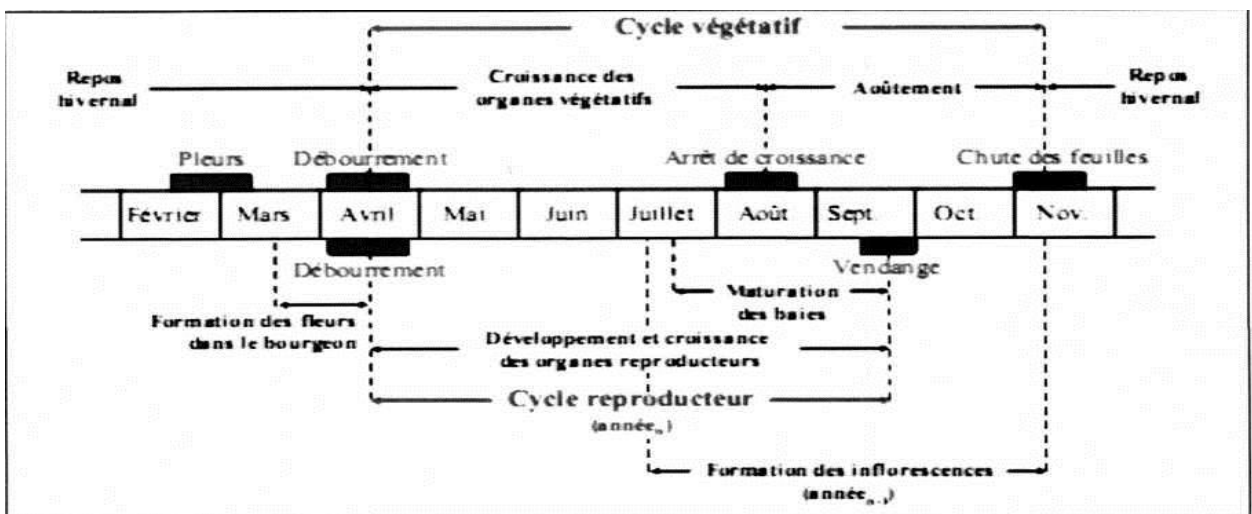 Cycle végétatif
Repos
hivernal
Croissance des
organes végétatifs
Aoûtement
Repos
hivernal
Pleurs
Débourrement
Arrêt de croissance
Chute des feuilles
Février
Mars
Avril
Mai
Juin
Juillet
Août
Sept.
Oct
Nov.
Débourrement
Vendange
Maturation
des baies
Formation des fleurs
dans le bourgeon
Développement et croissance
des organes reproducteurs
Cycle reproducteur
(année n)
Formation des inflorescences